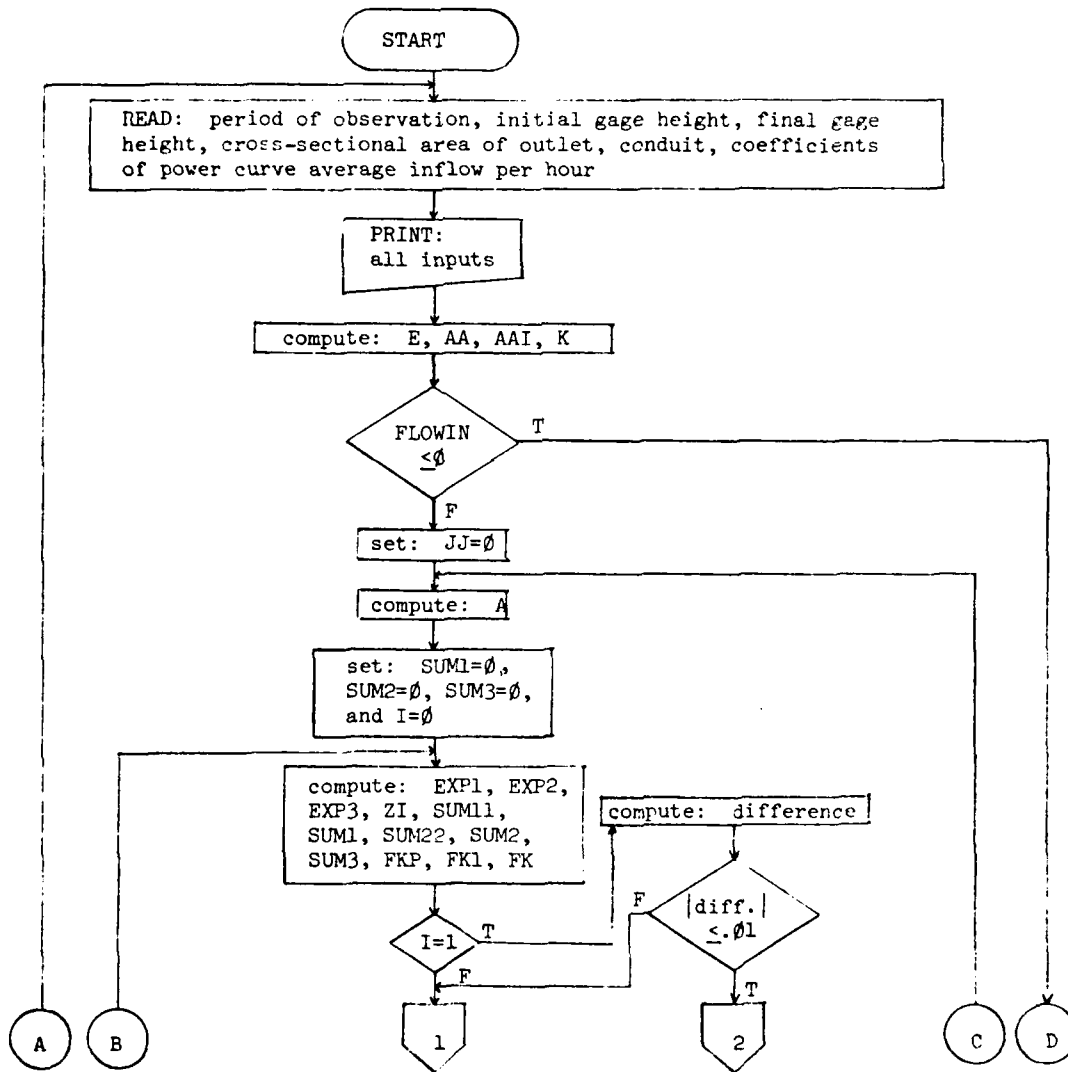 START
READ: period of observation, initial gage height, final gage
height, cross-sectional area of outlet, conduit, coefficients
of power curve average inflow per hour
PRINT:
all inputs
compute: E, AA, AAI, K
FLOWIN
≤Ø
T
F
set: JJ=Ø
compute: A
set: SUM1=Ø,
SUM2=Ø, SUM3=Ø,
and I=Ø
compute: EXP1, EXP2,
EXP3, ZI, SUM11,
SUM1, SUM22, SUM2,
SUM3, FKP, FK1, FK
compute: difference
I=1
T
F
|diff.|
≤.Ø1
F
T
A
B
1
2
C
D